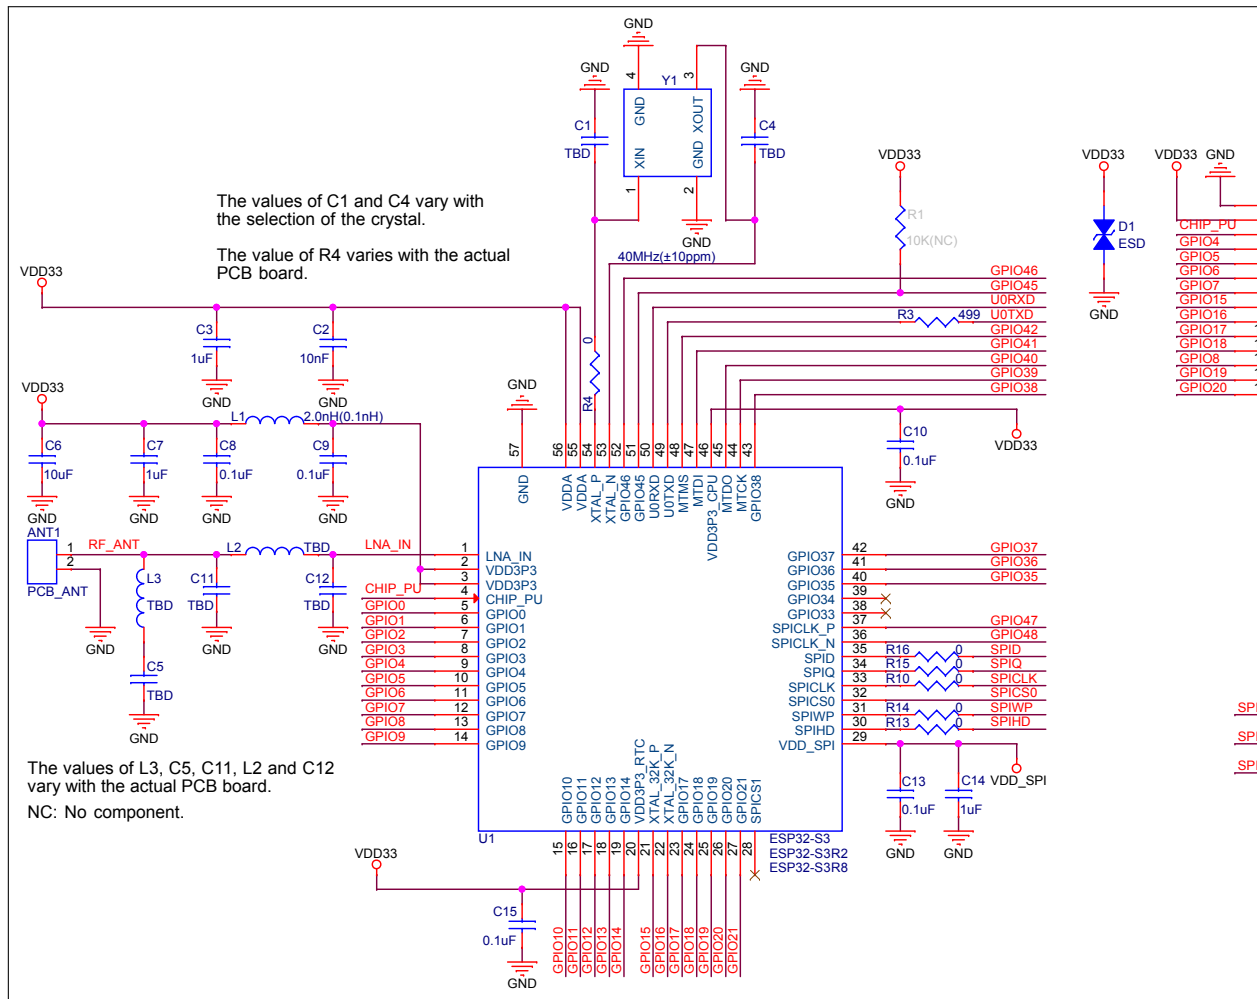 GND
4
3
Y1
GND
XOUT
XIN
GND
1
2
GND
GND
C1
TBD
GND
C4
TBD
40MHz(±10ppm)
The values of C1 and C4 vary with
the selection of the crystal.
The value of R4 varies with the actual
PCB board.
VDD33
R1
10K(NC)
VDD33
D1
ESD
GND
VDD33
GND
CHIP_PU
GPIO4
GPIO5
GPIO6
GPIO7
GPIO15
GPIO16
GPIO17
GPIO18
GPIO8
GPIO19
GPIO20
GPIO46
GPIO45
U0RXD
R3
499
U0TXD
GPIO42
GPIO41
GPIO40
GPIO39
GPIO38
VDD33
C3
1uF
GND
C2
10nF
GND
R4
0
VDD33
L1
2.0nH(0.1nH)
C6
10uF
GND
C7
1uF
GND
C8
0.1uF
GND
C9
0.1uF
GND
GND
C10
0.1uF
GND
VDD33
57
56
55
54
53
52
51
50
49
48
47
46
45
44
43
GND
VDDA
VDDA
XTAL_P
XTAL_N
GPIO46
GPIO45
U0RXD
U0TXD
MTMS
MTDI
VDD3P3_CPU
MTDO
MTCK
GPIO38
ANT1
1
2
PCB_ANT
RF_ANT
GND
L3
TBD
C5
TBD
GND
C11
TBD
GND
L2
TBD
C12
TBD
GND
LNA_IN
CHIP_PU
GPIO0
GPIO1
GPIO2
GPIO3
GPIO4
GPIO5
GPIO6
GPIO7
GPIO8
GPIO9
1
2
3
4
5
6
7
8
9
10
11
12
13
14
LNA_IN
VDD3P3
VDD3P3
CHIP_PU
GPIO0
GPIO1
GPIO2
GPIO3
GPIO4
GPIO5
GPIO6
GPIO7
GPIO8
GPIO9
GPIO37
GPIO36
GPIO35
GPIO34
GPIO33
SPICLK_P
SPICLK_N
SPID
SPIQ
SPICLK
SPICS0
SPIWP
SPIHD
VDD_SPI
42
41
40
39
38
37
36
35
34
33
32
31
30
29
GPIO37
GPIO36
GPIO35
GPIO47
GPIO48
R16
0
SPID
R15
0
SPIQ
R10
0
SPICLK
SPICS0
R14
0
SPIWP
R13
0
SPIHD
VDD_SPI
C13
0.1uF
GND
C14
1uF
GND
SPI
SPI
SPI
The values of L3, C5, C11, L2 and C12
vary with the actual PCB board.
NC: No component.
GPIO10
GPIO11
GPIO12
GPIO13
GPIO14
VDD3P3_RTC
XTAL_32K_P
XTAL_32K_N
GPIO17
GPIO18
GPIO19
GPIO20
GPIO21
SPICS1
U1
ESP32-S3
ESP32-S3R2
ESP32-S3R8
15
16
17
18
19
20
21
22
23
24
25
26
27
28
VDD33
C15
0.1uF
GND
GPIO10
GPIO11
GPIO12
GPIO13
GPIO14
GPIO15
GPIO16
GPIO17
GPIO18
GPIO19
GPIO20
GPIO21